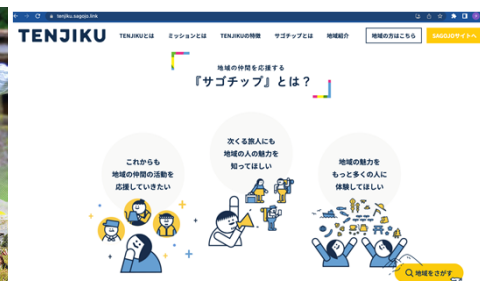 tenjiku.sagojo.link
TENJIKU
TENJIKUとは
ミッションとは
TENJIKUの特徴
サゴチップとは
地域紹介
地域の方はこちら
SAGOJOサイトへ
地域の仲間を応援する
『サゴチップ』とは？
これからも
地域の仲間の活動を
応援していきたい
次くる旅人にも
地域の人の魅力を
知ってほしい
地域の魅力を
もっと多くの人に
体験してほしい
地域をさがす